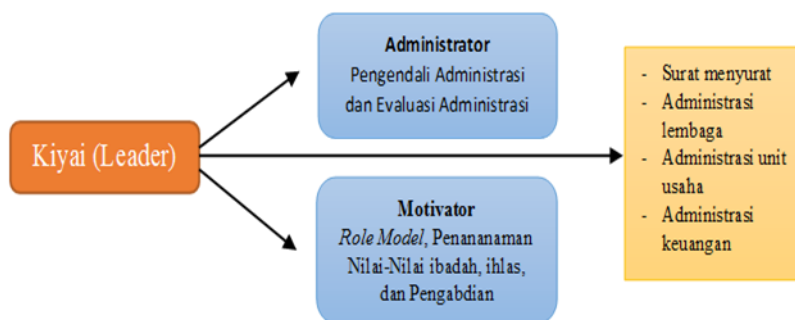 Kiyai (Leader)
Administrator
Pengendali Administrasi
dan Evaluasi Administrasi
Motivator
Role Model, Penananaman
Nilai-Nilai ibadah, ihlas,
dan Pengabdian
- Surat menyurat
- Administrasi
lembaga
- Administrasi unit
usaha
- Administrasi
keuangan